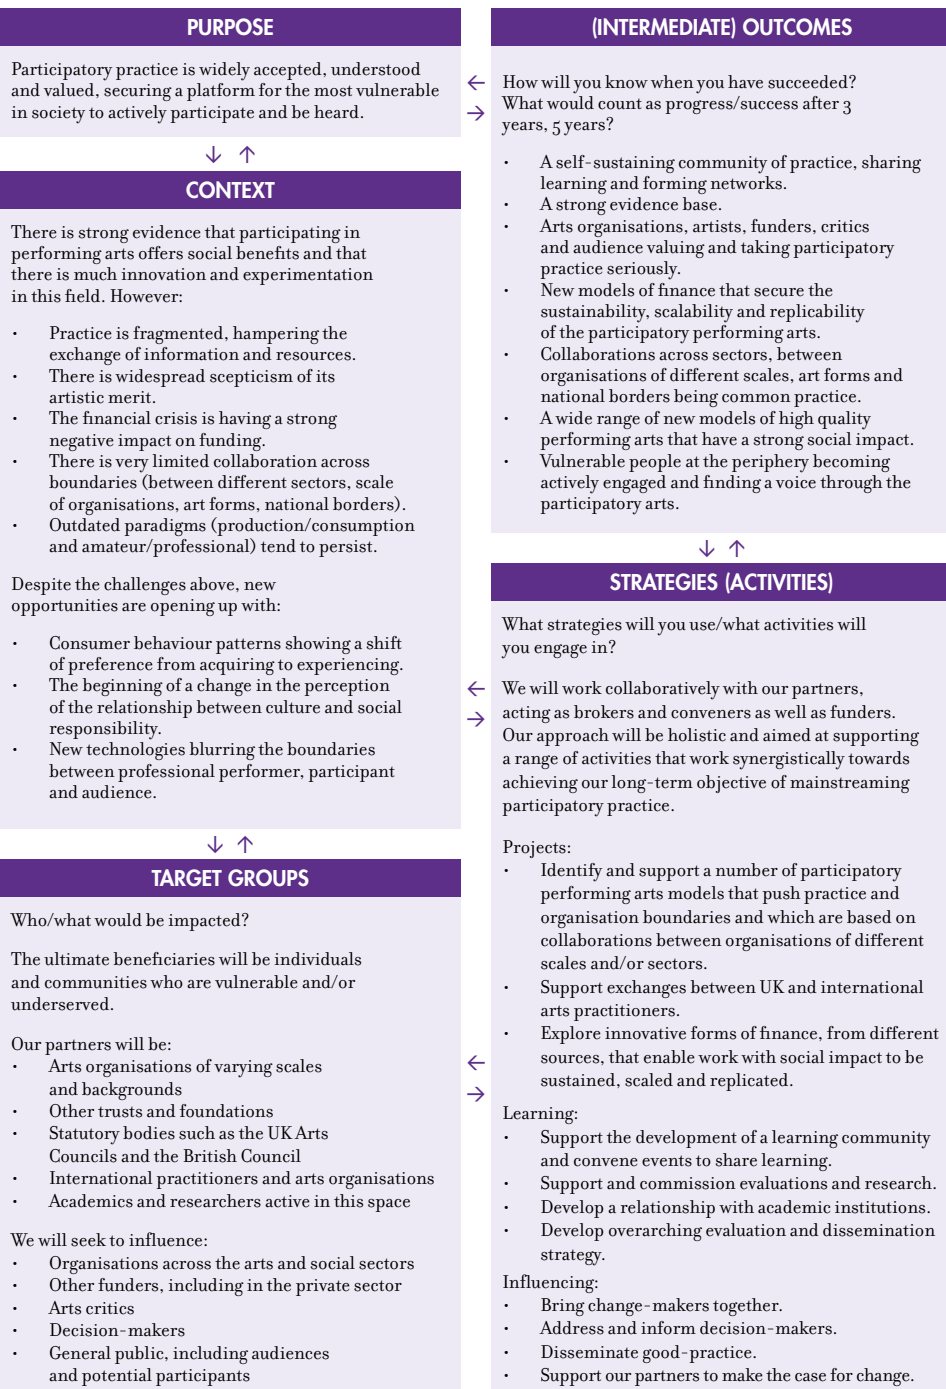 PURPOSE
Participatory practice is widely accepted, understood
and valued, securing a platform for the most vulnerable
in society to actively participate and be heard.
↓ ↑
CONTEXT
There is strong evidence that participating in
performing arts offers social benefits and that
there is much innovation and experimentation
in this field. However:
· Practice is fragmented, hampering the
exchange of information and resources.
· There is widespread scepticism of its
artistic merit.
· The financial crisis is having a strong
negative impact on funding.
· There is very limited collaboration across
boundaries (between different sectors, scale
of organisations, art forms, national borders).
· Outdated paradigms (production/consumption
and amateur/professional) tend to persist.
Despite the challenges above, new
opportunities are opening up with:
· Consumer behaviour patterns showing a shift
of preference from acquiring to experiencing.
· The beginning of a change in the perception
of the relationship between culture and social
responsibility.
· New technologies blurring the boundaries
between professional performer, participant
and audience.
↓ ↑
TARGET GROUPS
Who/what would be impacted?
The ultimate beneficiaries will be individuals
and communities who are vulnerable and/or
underserved.
Our partners will be:
· Arts organisations of varying scales
and backgrounds
· Other trusts and foundations
· Statutory bodies such as the UK Arts
Councils and the British Council
· International practitioners and arts organisations
· Academics and researchers active in this space
We will seek to influence:
· Organisations across the arts and social sectors
· Other funders, including in the private sector
· Arts critics
· Decision-makers
· General public, including audiences
and potential participants
←
→
←
→
←
→
(INTERMEDIATE) OUTCOMES
How will you know when you have succeeded?
What would count as progress/success after 3
years, 5 years?
· A self-sustaining community of practice, sharing
learning and forming networks.
· A strong evidence base.
· Arts organisations, artists, funders, critics
and audience valuing and taking participatory
practice seriously.
· New models of finance that secure the
sustainability, scalability and replicability
of the participatory performing arts.
· Collaborations across sectors, between
organisations of different scales, art forms and
national borders being common practice.
· A wide range of new models of high quality
performing arts that have a strong social impact.
· Vulnerable people at the periphery becoming
actively engaged and finding a voice through the
participatory arts.
↓ ↑
STRATEGIES (ACTIVITIES)
What strategies will you use/what activities will
you engage in?
We will work collaboratively with our partners,
acting as brokers and conveners as well as funders.
Our approach will be holistic and aimed at supporting
a range of activities that work synergistically towards
achieving our long-term objective of mainstreaming
participatory practice.
Projects:
· Identify and support a number of participatory
performing arts models that push practice and
organisation boundaries and which are based on
collaborations between organisations of different
scales and/or sectors.
· Support exchanges between UK and international
arts practitioners.
· Explore innovative forms of finance, from different
sources, that enable work with social impact to be
sustained, scaled and replicated.
Learning:
· Support the development of a learning community
and convene events to share learning.
· Support and commission evaluations and research.
· Develop a relationship with academic institutions.
· Develop overarching evaluation and dissemination
strategy.
Influencing:
· Bring change-makers together.
· Address and inform decision-makers.
· Disseminate good-practice.
· Support our partners to make the case for change.